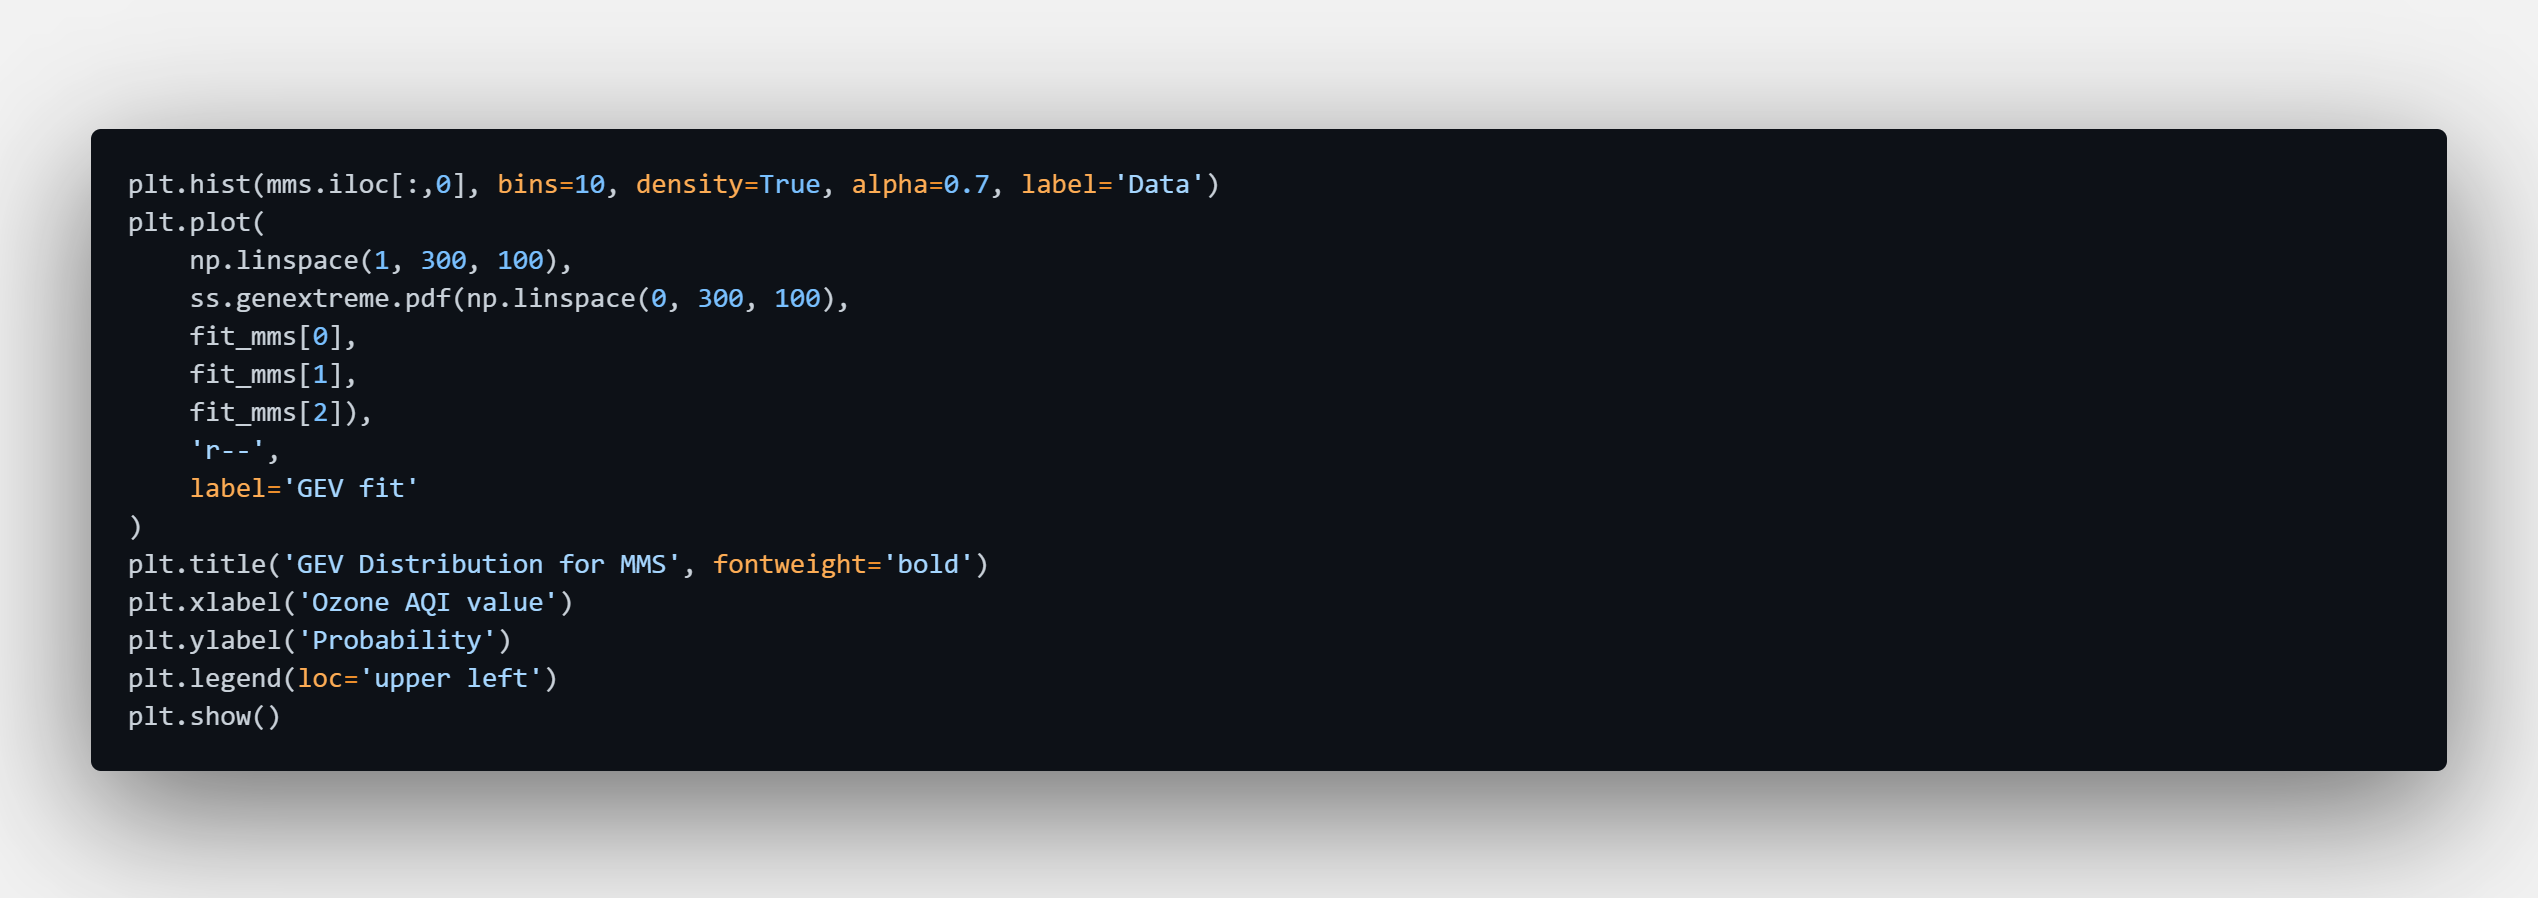 plt.hist(mms.iloc[:,0], bins=10, density=True, alpha=0.7, label='Data')
plt.plot(
    np.linspace(1, 300, 100),
    ss.genextreme.pdf(np.linspace(0, 300, 100),
    fit_mms[0],
    fit_mms[1],
    fit_mms[2]),
    'r--',
    label='GEV fit'
)
plt.title('GEV Distribution for MMS', fontweight='bold')
plt.xlabel('Ozone AQI value')
plt.ylabel('Probability')
plt.legend(loc='upper left')
plt.show()